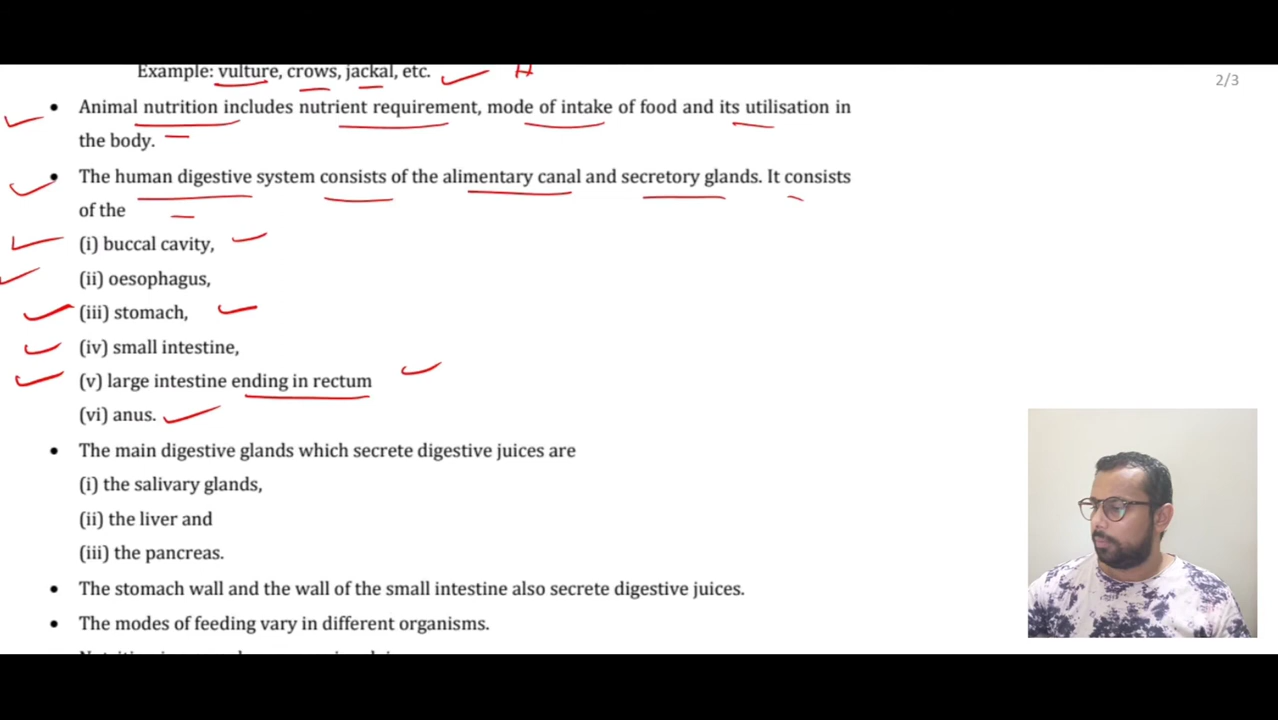 Example: vulture, crows, jackal, etc.
2/3
• Animal nutrition includes nutrient requirement, mode of intake of food and its utilisation in
the body.
• The human digestive system consists of the alimentary canal and secretory glands. It consists
of the
(i) buccal cavity,
(ii) oesophagus,
(iii) stomach,
(iv) small intestine,
(v) large intestine ending in rectum
(vi) anus.
• The main digestive glands which secrete digestive juices are
(i) the salivary glands,
(ii) the liver and
(iii) the pancreas.
• The stomach wall and the wall of the small intestine also secrete digestive juices.
• The modes of feeding vary in different organisms.